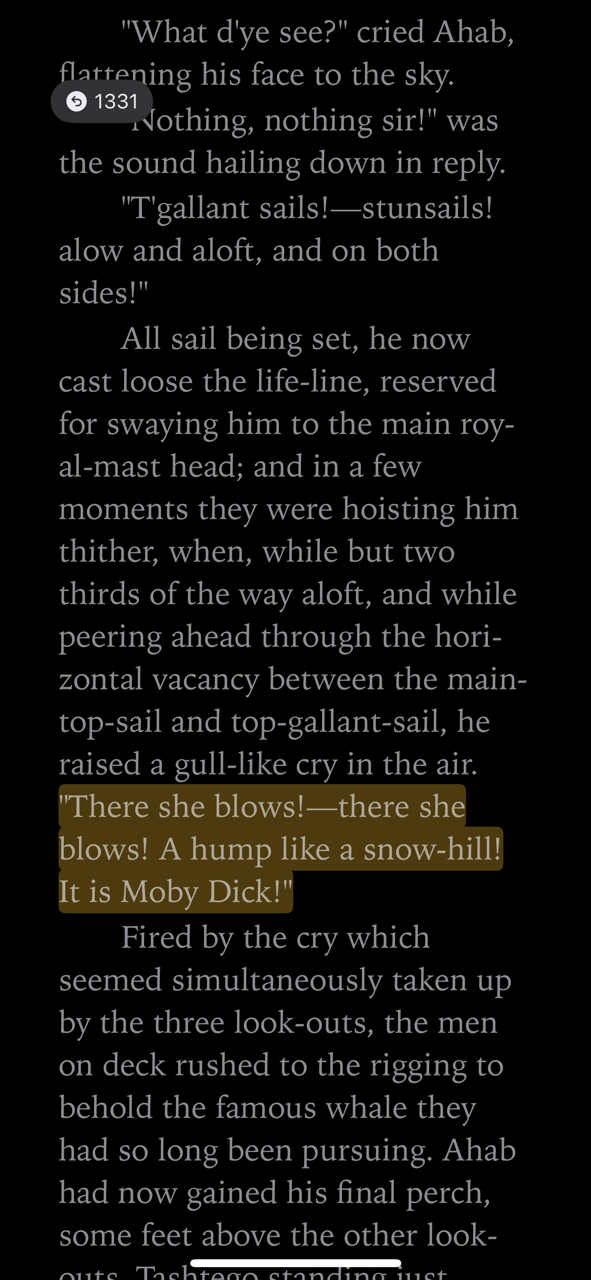 "What d'ye see?" cried Ahab,
flattening his face to the sky.
1331
"Nothing, nothing sir!" was
the sound hailing down in reply.
"T'gallant sails!—stunsails!
alow and aloft, and on both
sides!"
All sail being set, he now
cast loose the life-line, reserved
for swaying him to the main roy-
al-mast head; and in a few
moments they were hoisting him
thither, when, while but two
thirds of the way aloft, and while
peering ahead through the hori-
zontal vacancy between the main-
top-sail and top-gallant-sail, he
raised a gull-like cry in the air.
"There she blows!—there she
blows! A hump like a snow-hill!
It is Moby Dick!"
Fired by the cry which
seemed simultaneously taken up
by the three look-outs, the men
on deck rushed to the rigging to
behold the famous whale they
had so long been pursuing. Ahab
had now gained his final perch,
some feet above the other look-
outs, Tashtego standing just